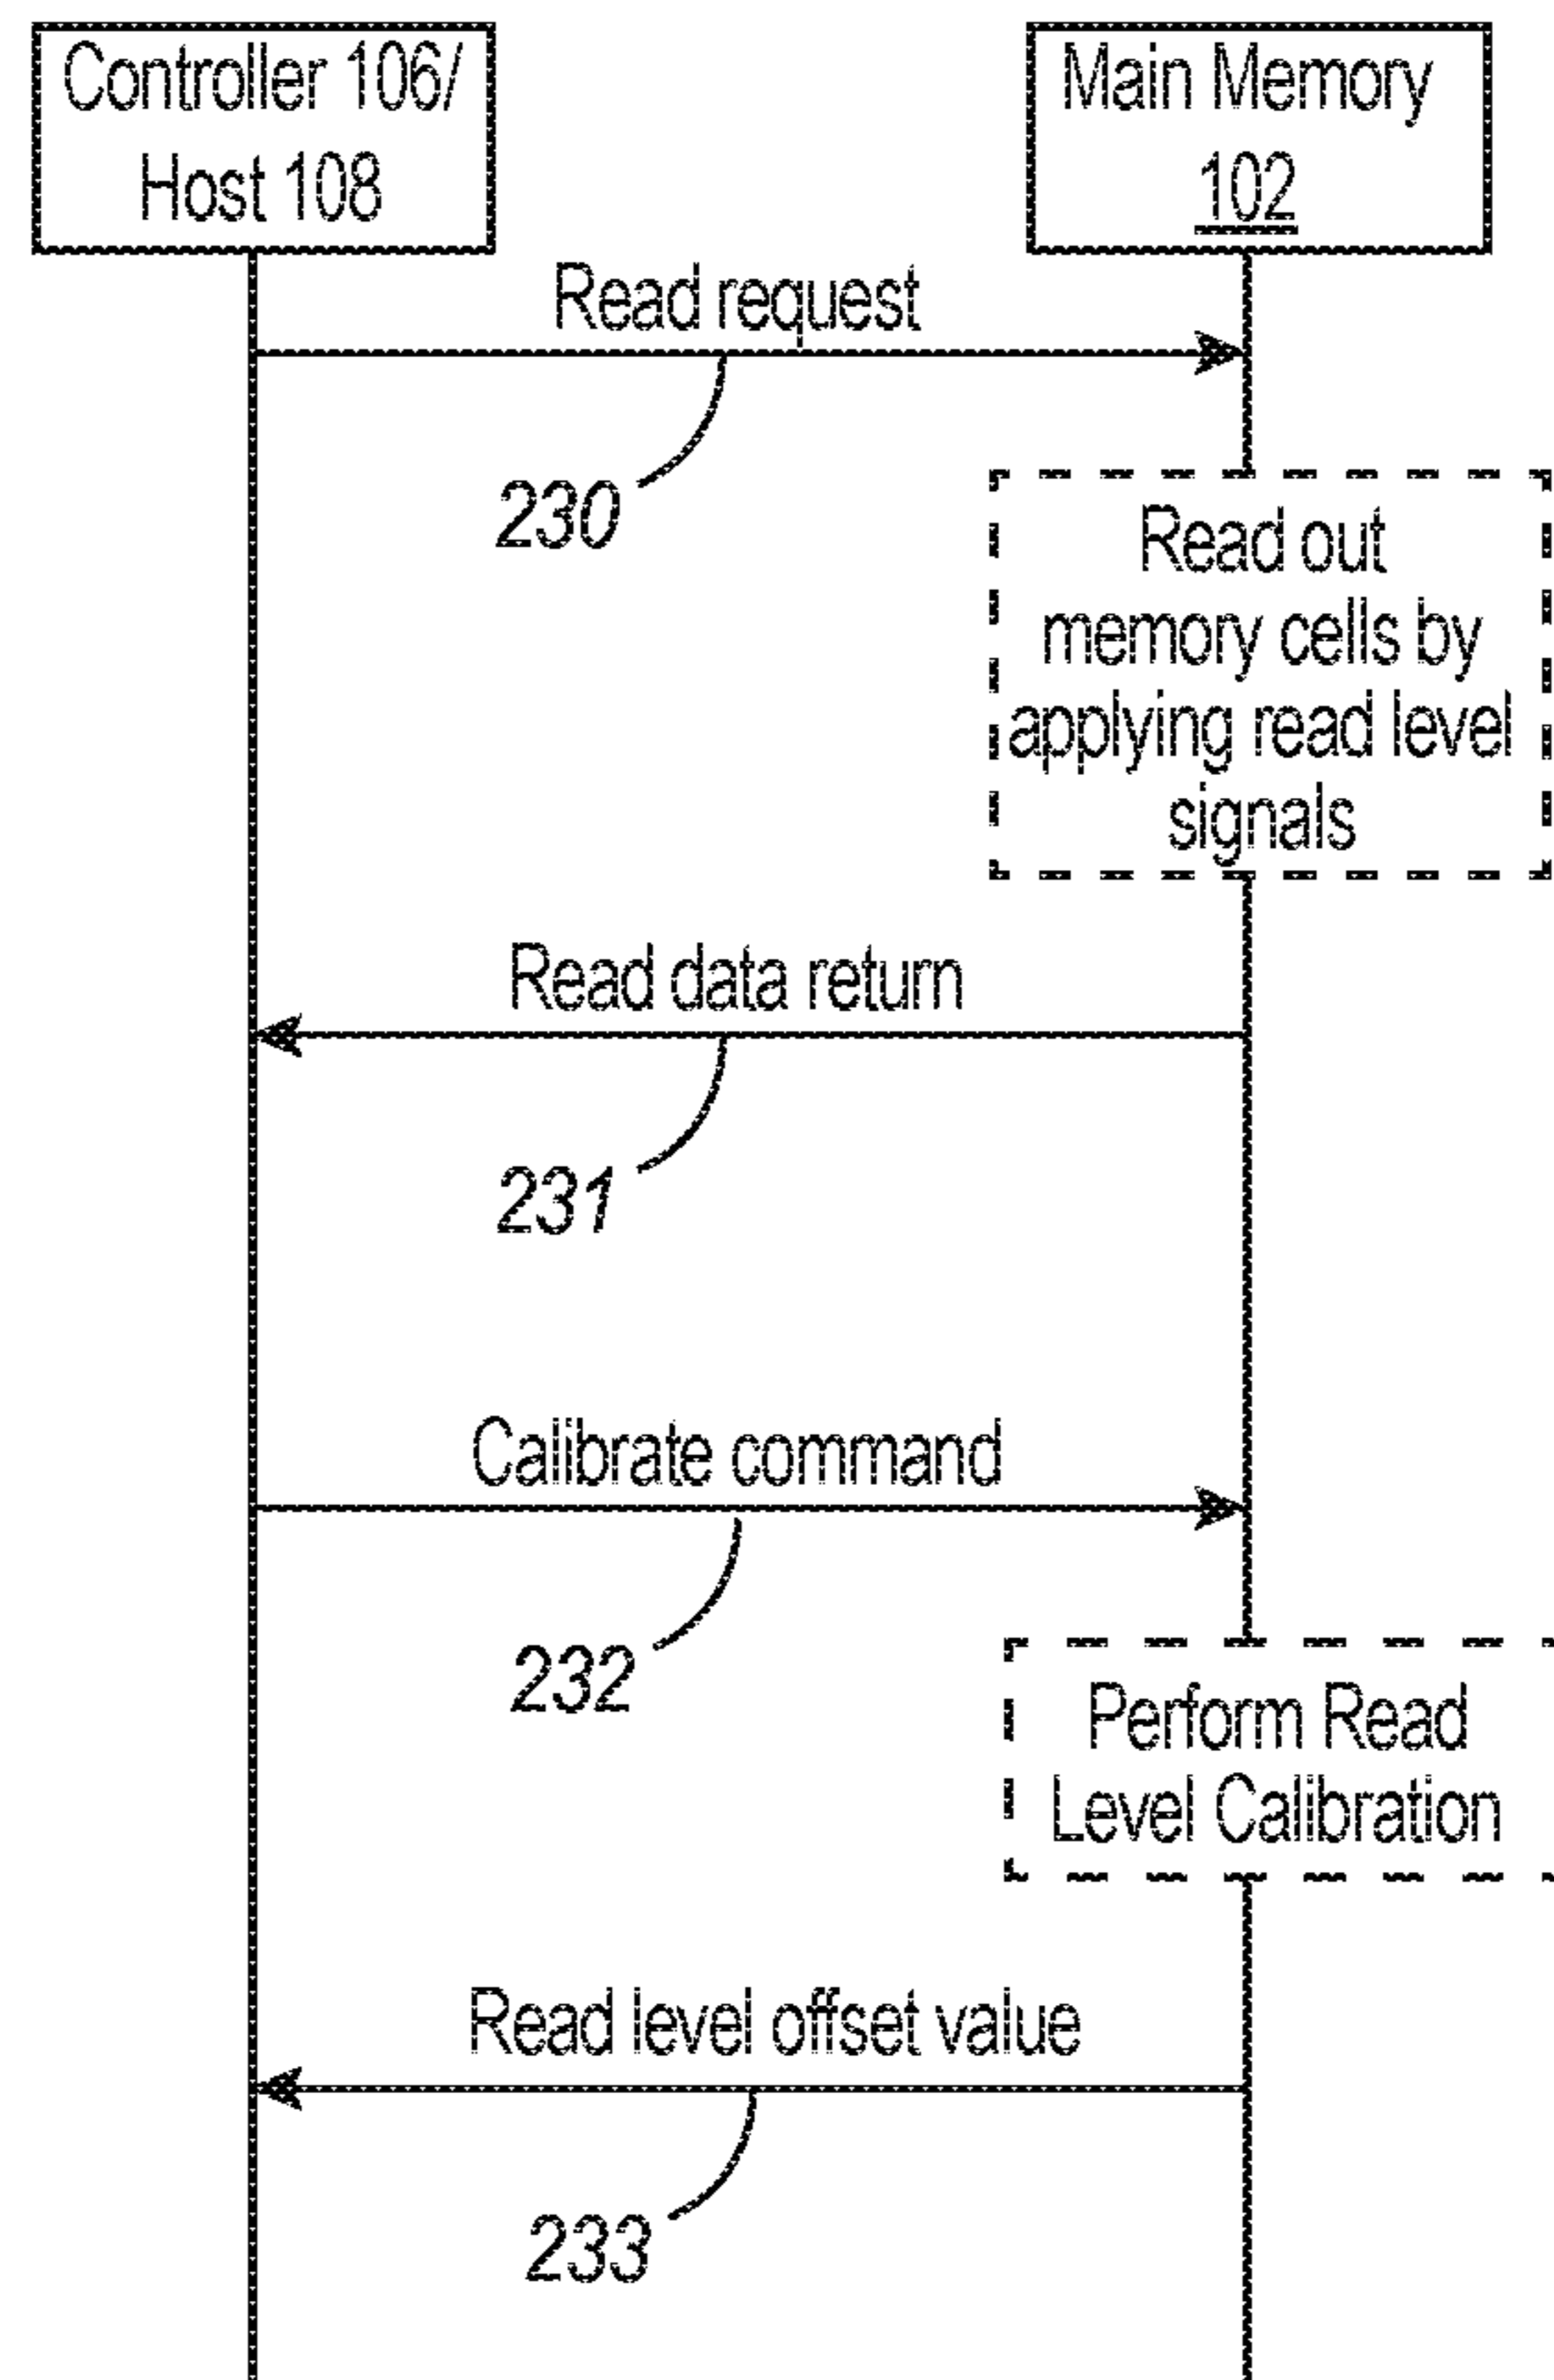 Controller 106/
Host 108
Main Memory
102
Read request
230
Read out
memory cells by
applying read level
signals
Read data return
231
Calibrate command
232
Perform Read
Level Calibration
Read level offset value
233